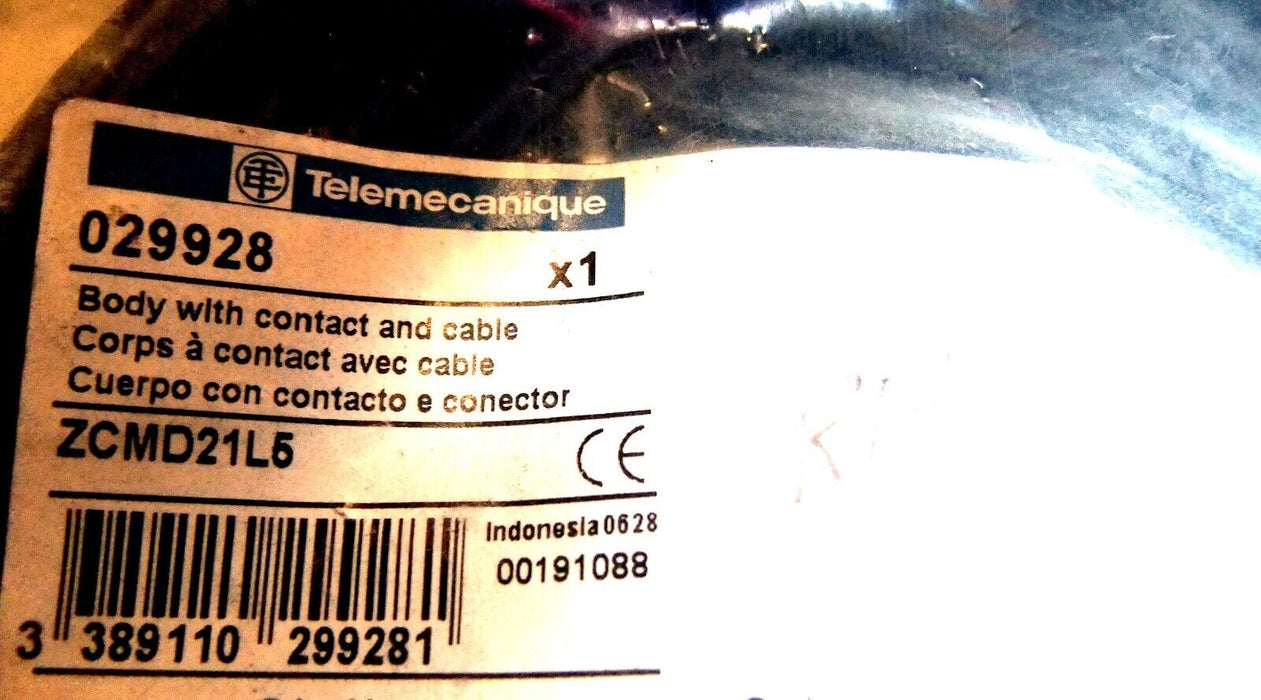 Telemecanique
029928 x1
Body with contact and cable
Corps à contact avec cable
Cuerpo con contacto e conector
ZCMD21L5 CE
Indonesia 0628
00191088
3 389110 299281